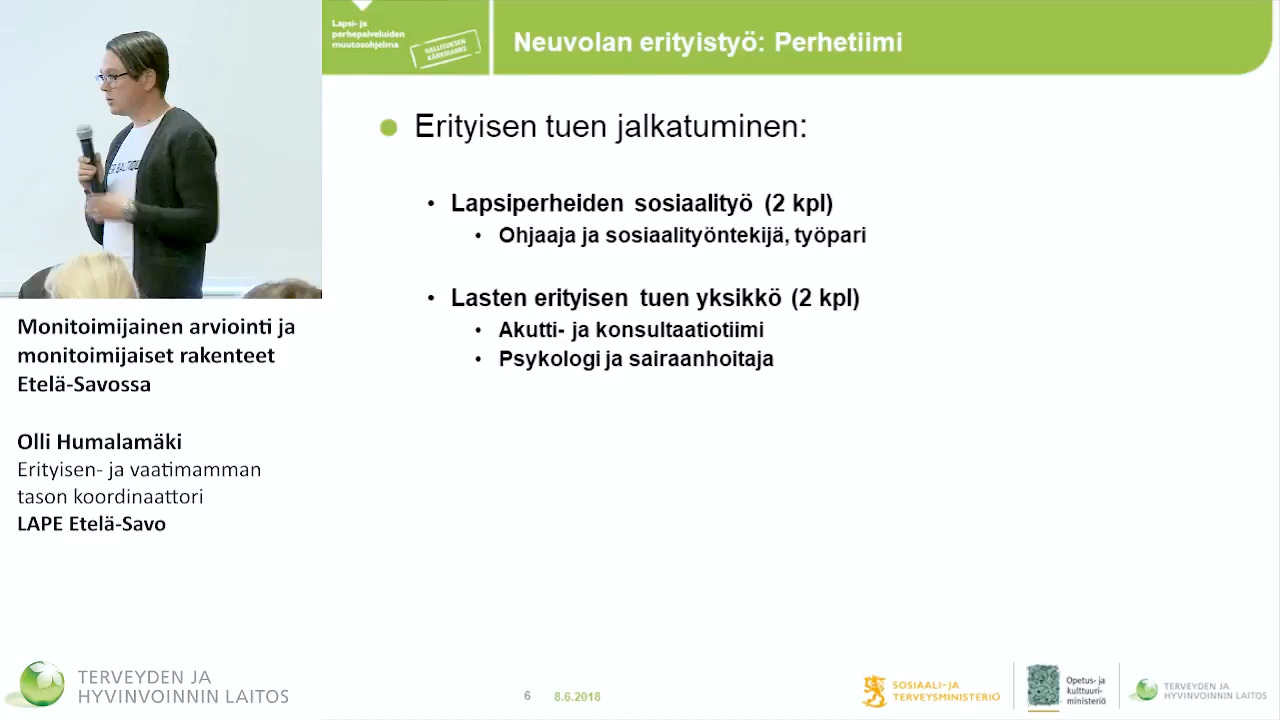 Lapsi- ja
perhepalveluiden
muutosohjelma
HALLITUKSEN
KÄRKIHANKE
Neuvolan erityistyö: Perhetiimi
Erityisen tuen jalkatuminen:
Lapsiperheiden sosiaalityö (2 kpl)
Ohjaaja ja sosiaalityöntekijä, työpari
Lasten erityisen tuen yksikkö (2 kpl)
Akutti- ja konsultaatiotiimi
Psykologi ja sairaanhoitaja
Monitoimijainen arviointi ja
monitoimijaiset rakenteet
Etelä-Savossa
Olli Humalamäki
Erityisen- ja vaatimamman
tason koordinaattori
LAPE Etelä-Savo
TERVEYDEN JA
HYVINVOINNIN LAITOS
6 8.6.2018
SOSIAALI- JA
TERVEYSMINISTERIÖ
Opetus- ja
kulttuuri-
ministeriö
TERVEYDEN JA
HYVINVOINNIN LAITOS